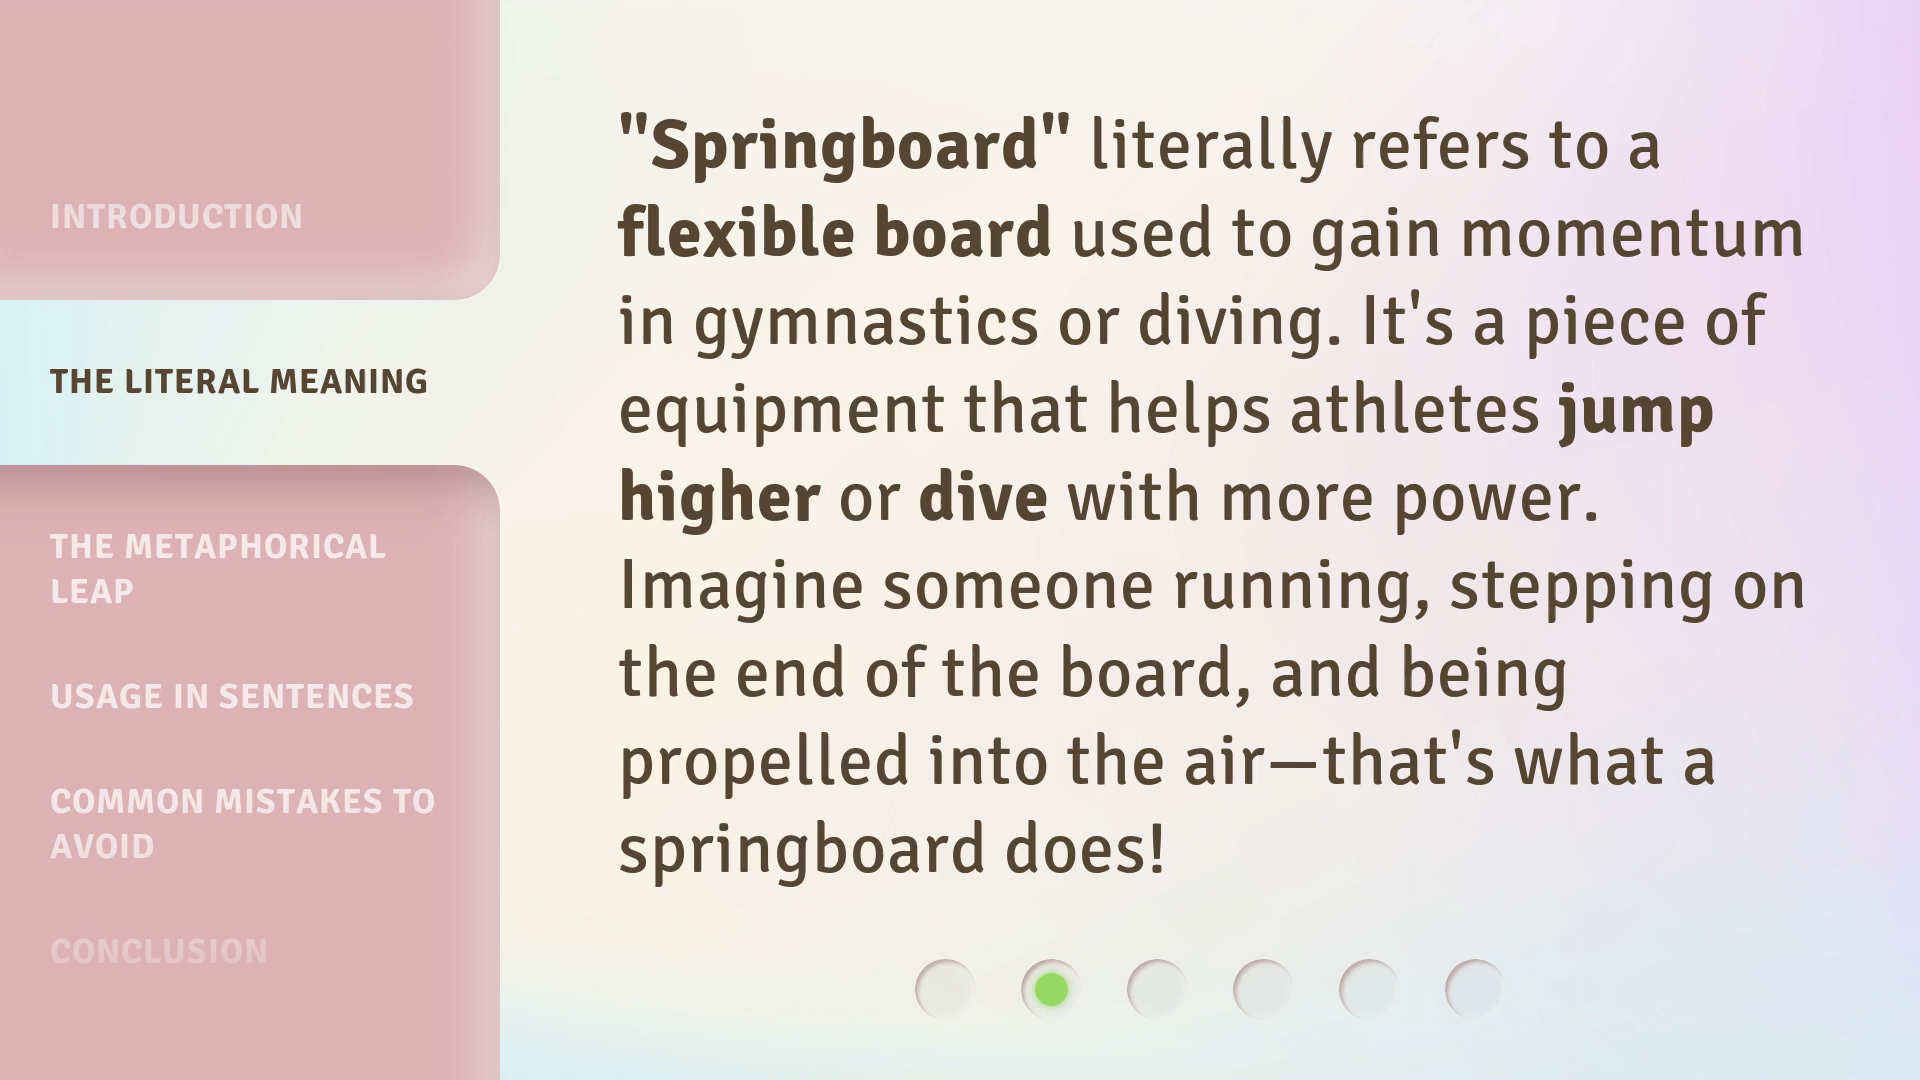 INTRODUCTION
THE LITERAL MEANING
THE METAPHORICAL
LEAP
USAGE IN SENTENCES
COMMON MISTAKES TO
AVOID
CONCLUSION
"Springboard" literally refers to a
flexible board used to gain momentum
in gymnastics or diving. It's a piece of
equipment that helps athletes jump
higher or dive with more power.
Imagine someone running, stepping on
the end of the board, and being
propelled into the air—that's what a
springboard does!